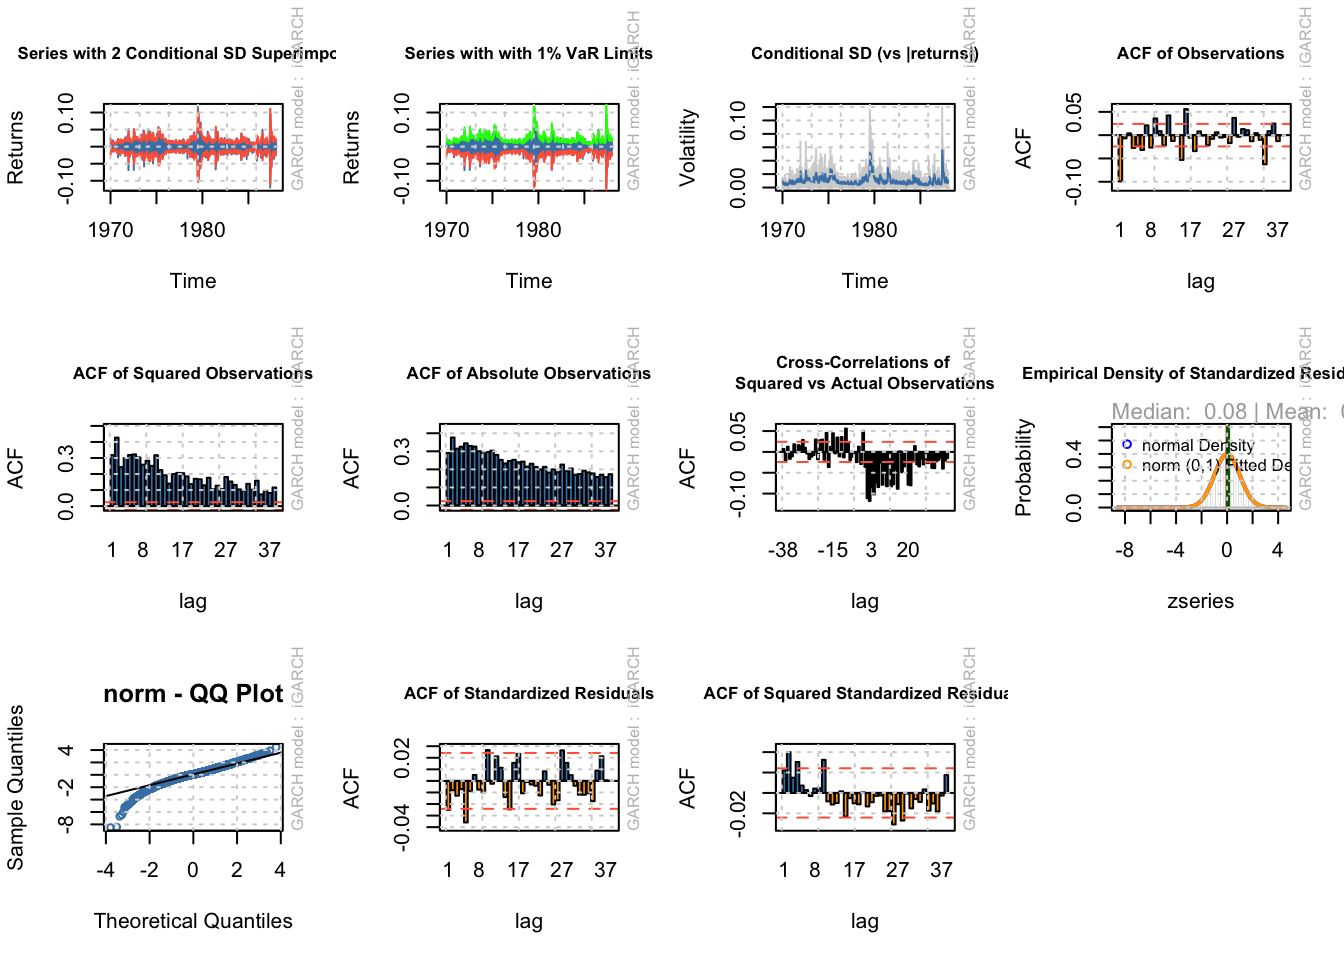 Series with 2 Conditional SD Superimpo
GARCH model : iGARCH
Returns
0.10
-0.10
1970 1980
Time
Series with with 1% VaR Limits
GARCH model : iGARCH
Returns
0.10
-0.10
1970 1980
Time
Conditional SD (vs |returns|)
GARCH model : iGARCH
Volatility
0.10
0.00
1970 1980
Time
ACF of Observations
GARCH model : iGARCH
ACF
0.05
-0.10
1 8 17 27 37
lag
ACF of Squared Observations
GARCH model : iGARCH
ACF
0.3
0.0
1 8 17 27 37
lag
ACF of Absolute Observations
GARCH model : iGARCH
ACF
0.3
0.0
1 8 17 27 37
lag
Cross-Correlations of
Squared vs Actual Observations
GARCH model : iGARCH
ACF
0.05
-0.10
-38 -15 3 20
lag
Empirical Density of Standardized Resid
GARCH model : iGARCH
Median: 0.08 | Mean: 0
Probability
normal Density
norm (0,1) Fitted De
0.4
0.0
-8 -4 0 4
zseries
norm - QQ Plot
GARCH model : iGARCH
Sample Quantiles
4
-2
-8
-4 -2 0 2 4
Theoretical Quantiles
ACF of Standardized Residuals
GARCH model : iGARCH
ACF
0.02
-0.04
1 8 17 27 37
lag
ACF of Squared Standardized Residua
GARCH model : iGARCH
ACF
-0.02
1 8 17 27 37
lag